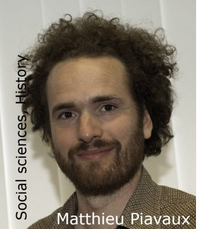 Social sciences, History
Matthieu Piavaux